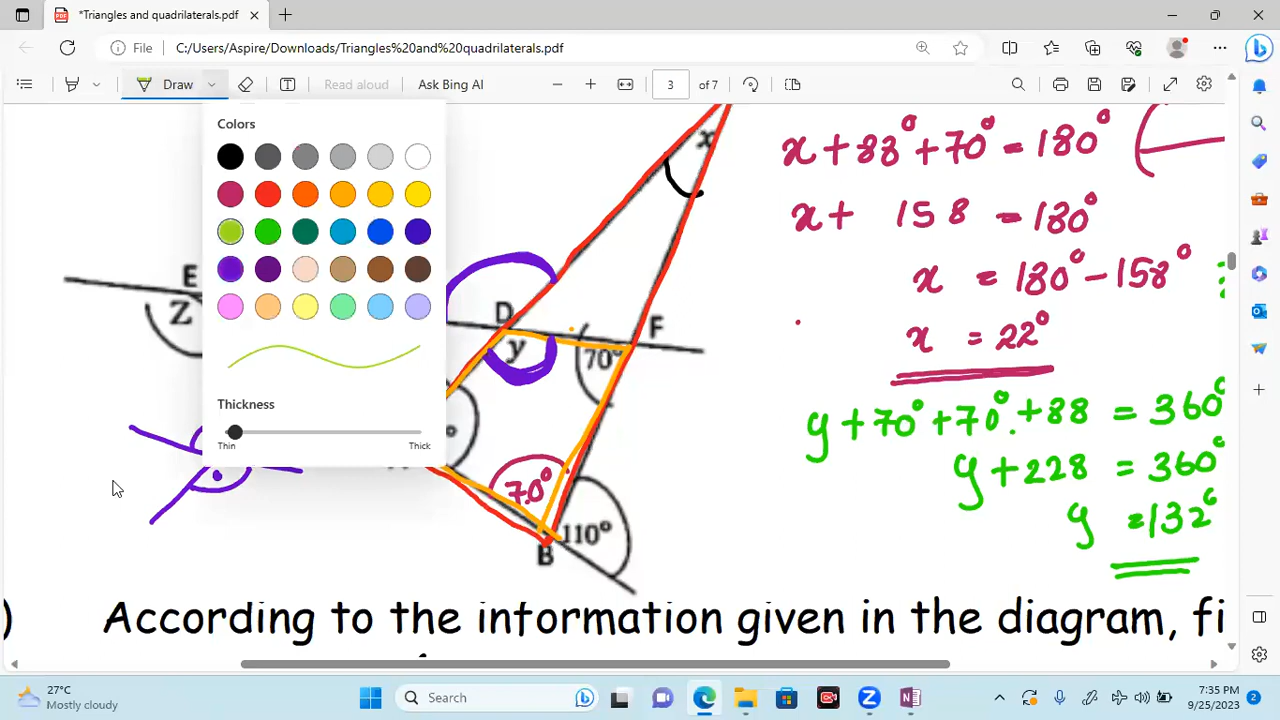 *Triangles and quadrilaterals.pdf
File C:/Users/Aspire/Downloads/Triangles%20and%20quadrilaterals.pdf
Draw Read aloud Ask Bing AI 3 of 7
Colors
Thickness
Thin Thick
E
Z
x
D
F
y
70°
70°
110°
B
x+88°+70°=180°
x+ 158 =180°
x =180°-158°
x =22°
y+70°+70°+88 =360°
y+228 =360°
y =132°
) According to the information given in the diagram, fi
27°C
Mostly cloudy
Search
7:35 PM
9/25/2023
2